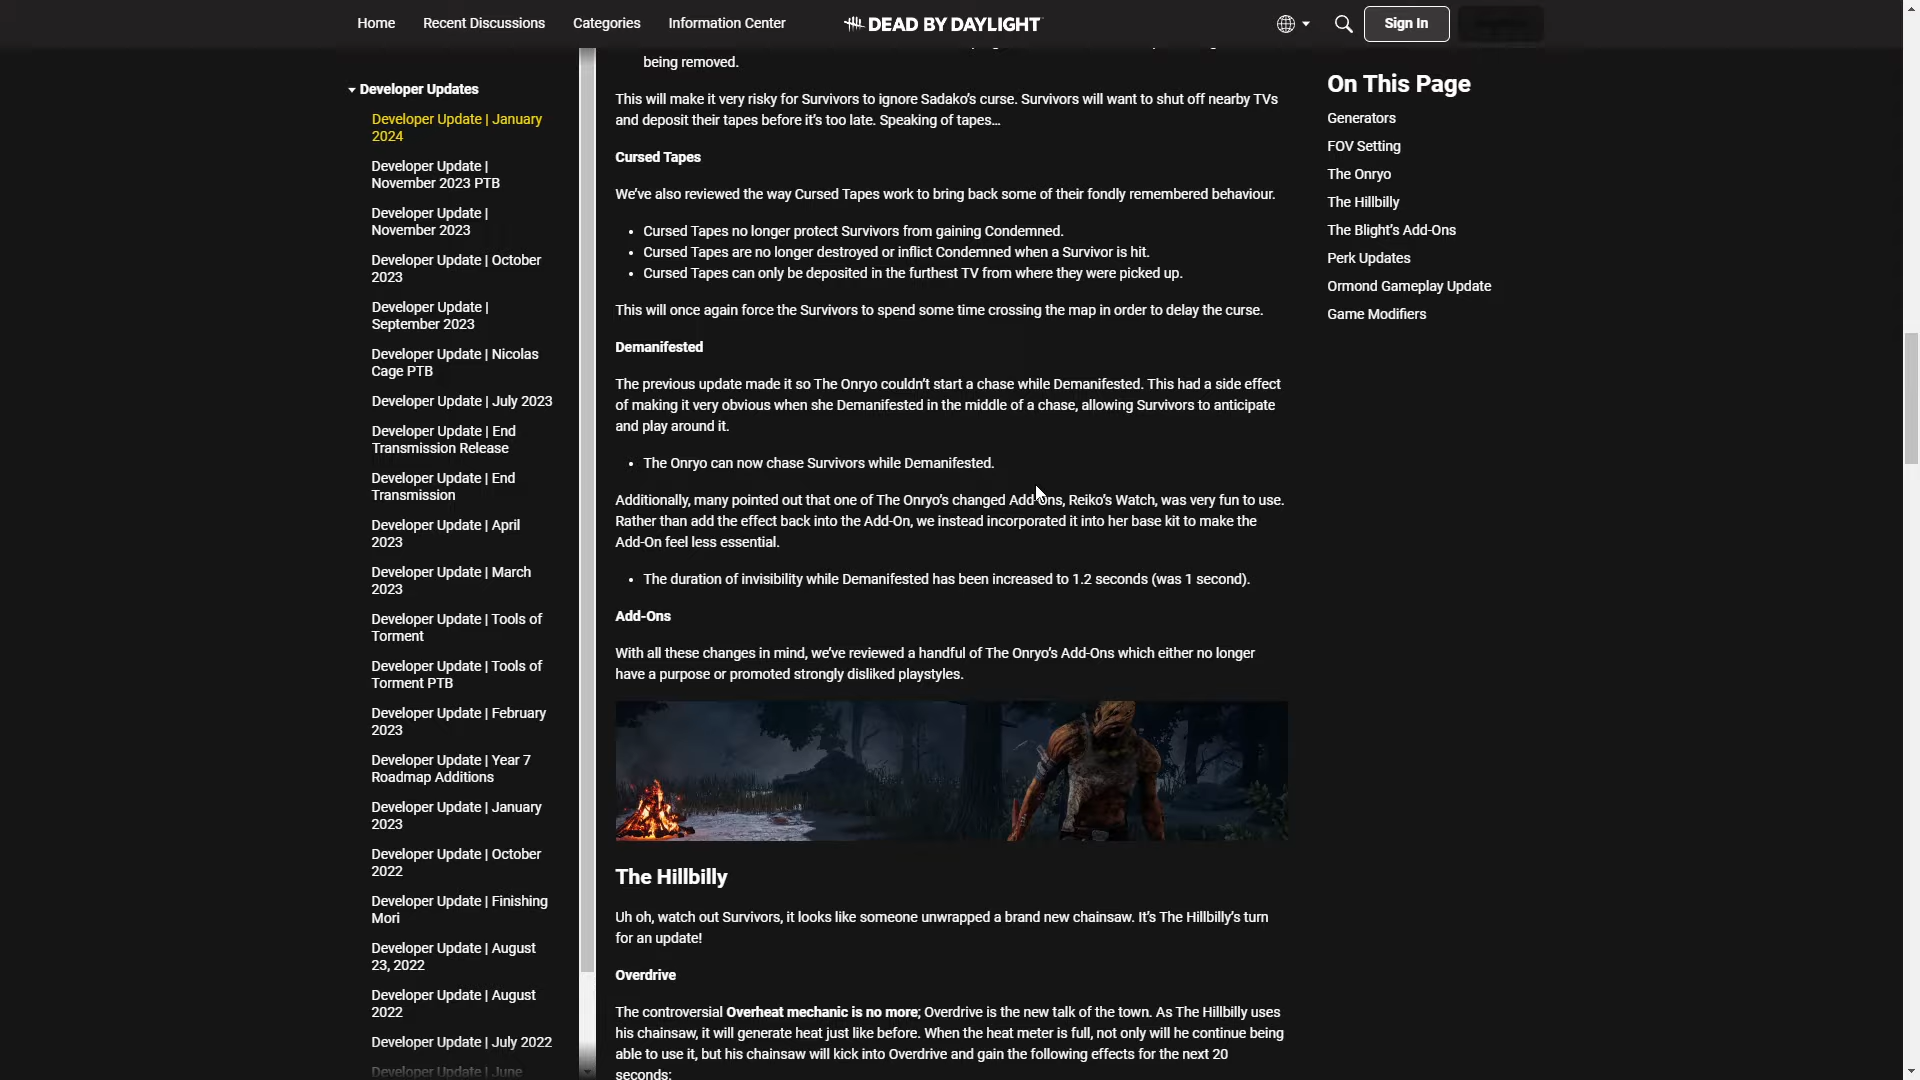 Home
Recent Discussions
Categories
Information Center
DEAD BY DAYLIGHT
Sign In
Developer Updates
Developer Update | January
2024
Developer Update |
November 2023 PTB
Developer Update |
November 2023
Developer Update | October
2023
Developer Update |
September 2023
Developer Update | Nicolas
Cage PTB
Developer Update | July 2023
Developer Update | End
Transmission Release
Developer Update | End
Transmission
Developer Update | April
2023
Developer Update | March
2023
Developer Update | Tools of
Torment
Developer Update | Tools of
Torment PTB
Developer Update | February
2023
Developer Update | Year 7
Roadmap Additions
Developer Update | January
2023
Developer Update | October
2022
Developer Update | Finishing
Mori
Developer Update | August
23, 2022
Developer Update | August
2022
Developer Update | July 2022
Developer Update | June
being removed.
This will make it very risky for Survivors to ignore Sadako’s curse. Survivors will want to shut off nearby TVs
and deposit their tapes before it’s too late. Speaking of tapes…
Cursed Tapes
We’ve also reviewed the way Cursed Tapes work to bring back some of their fondly remembered behaviour.
• Cursed Tapes no longer protect Survivors from gaining Condemned.
• Cursed Tapes are no longer destroyed or inflict Condemned when a Survivor is hit.
• Cursed Tapes can only be deposited in the furthest TV from where they were picked up.
This will once again force the Survivors to spend some time crossing the map in order to delay the curse.
Demanifested
The previous update made it so The Onryo couldn’t start a chase while Demanifested. This had a side effect
of making it very obvious when she Demanifested in the middle of a chase, allowing Survivors to anticipate
and play around it.
• The Onryo can now chase Survivors while Demanifested.
Additionally, many pointed out that one of The Onryo’s changed Add-Ons, Reiko’s Watch, was very fun to use.
Rather than add the effect back into the Add-On, we instead incorporated it into her base kit to make the
Add-On feel less essential.
• The duration of invisibility while Demanifested has been increased to 1.2 seconds (was 1 second).
Add-Ons
With all these changes in mind, we’ve reviewed a handful of The Onryo’s Add-Ons which either no longer
have a purpose or promoted strongly disliked playstyles.
The Hillbilly
Uh oh, watch out Survivors, it looks like someone unwrapped a brand new chainsaw. It’s The Hillbilly’s turn
for an update!
Overdrive
The controversial Overheat mechanic is no more; Overdrive is the new talk of the town. As The Hillbilly uses
his chainsaw, it will generate heat just like before. When the heat meter is full, not only will he continue being
able to use it, but his chainsaw will kick into Overdrive and gain the following effects for the next 20
seconds:
On This Page
Generators
FOV Setting
The Onryo
The Hillbilly
The Blight’s Add-Ons
Perk Updates
Ormond Gameplay Update
Game Modifiers